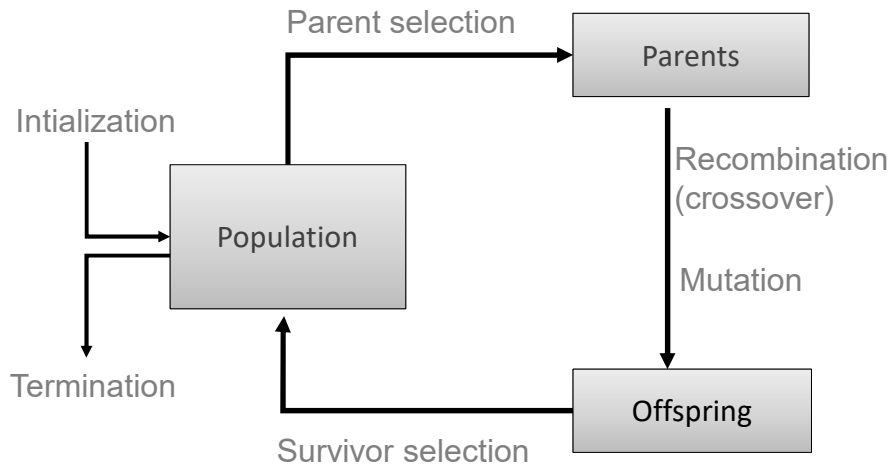 Parent selection
Parents
Intialization
Recombination
(crossover)
Population
Mutation
Termination
Offspring
Survivor selection